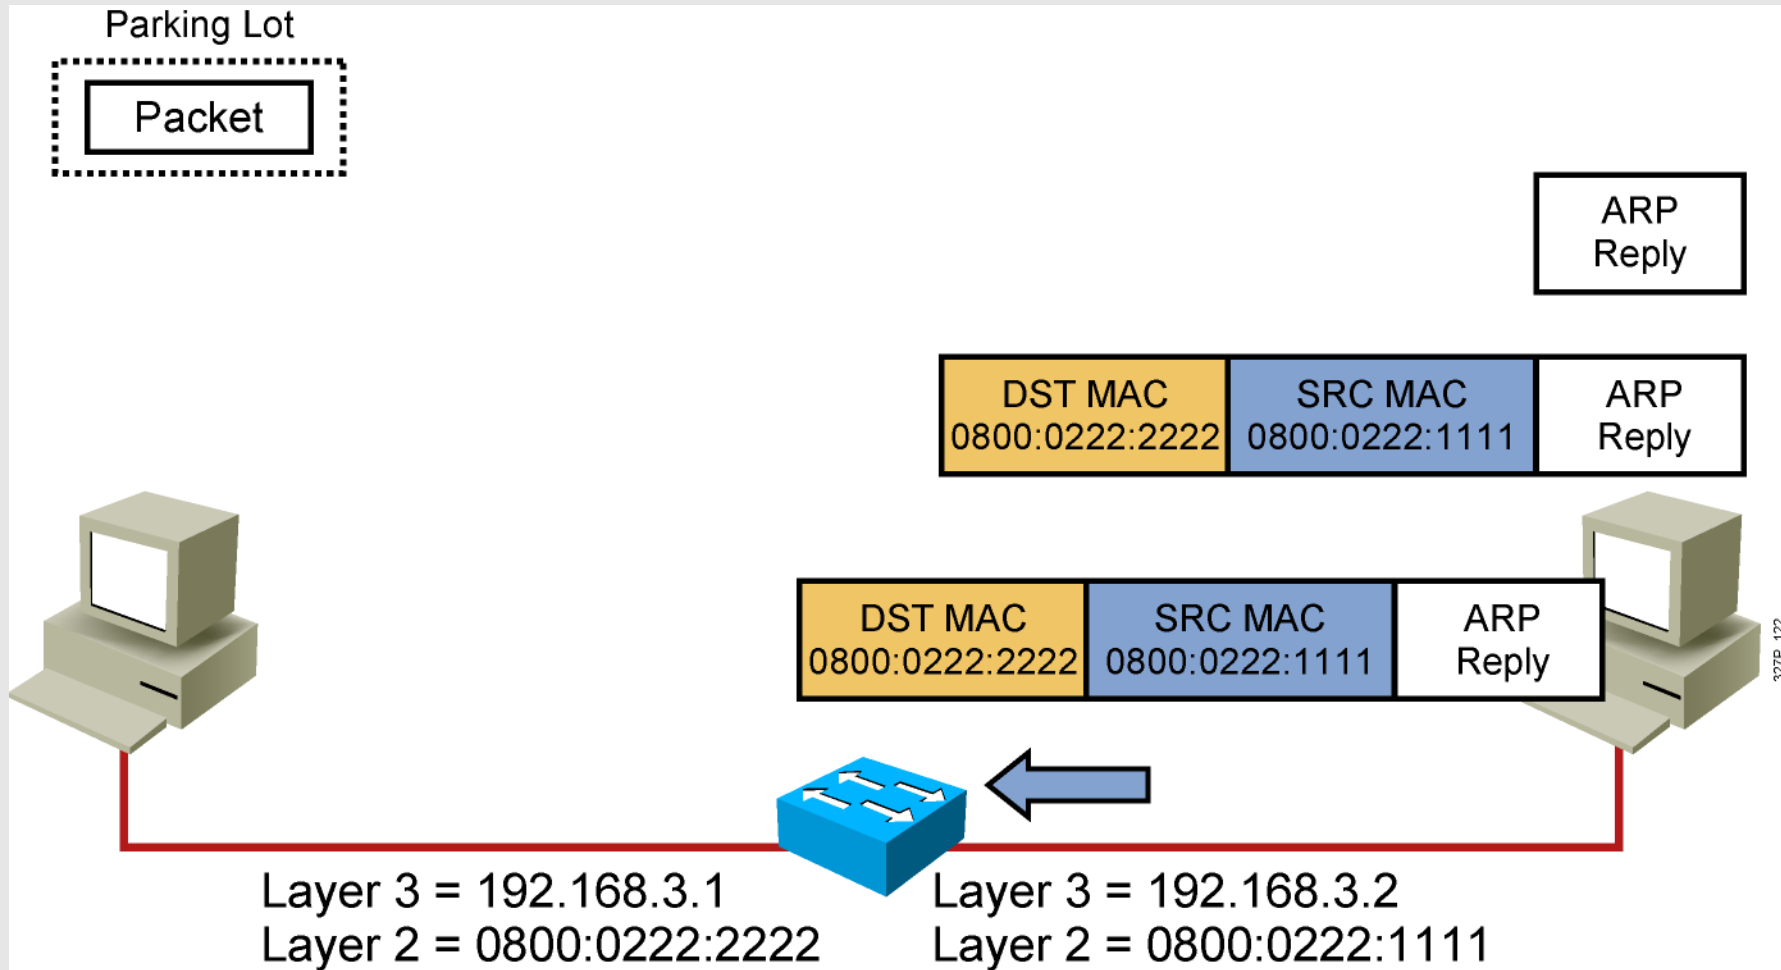 Parking Lot
Packet
ARP
Reply
DST MAC
0800:0222:2222
SRC MAC
0800:0222:1111
ARP
Reply
DST MAC
0800:0222:2222
SRC MAC
0800:0222:1111
ARP
Reply
Layer 3 = 192.168.3.1
Layer 2 = 0800:0222:2222
Layer 3 = 192.168.3.2
Layer 2 = 0800:0222:1111